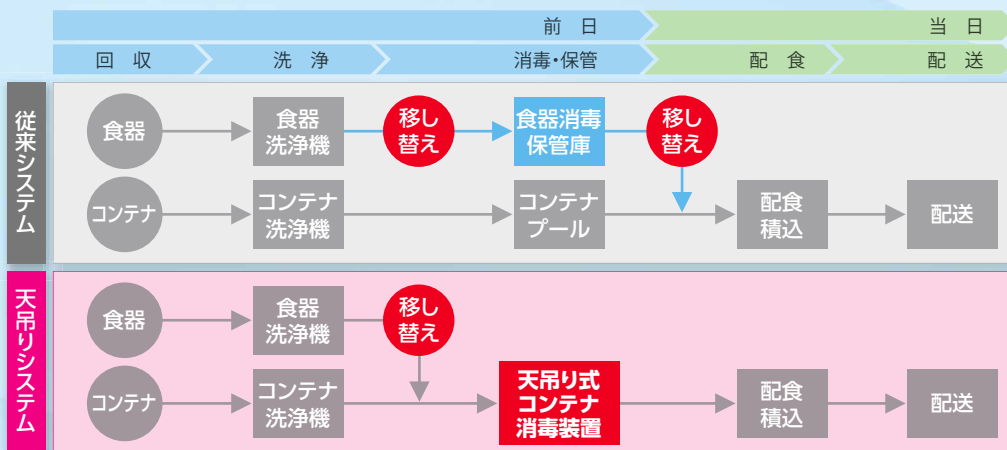 前 日
当 日
回 収
洗 浄
消毒・保管
配 食
配 送
従来システム
食器
食器
洗浄機
移し
替え
食器消毒
保管庫
移し
替え
コンテナ
コンテナ
洗浄機
コンテナ
プール
配食
積込
配送
天吊りシステム
食器
食器
洗浄機
移し
替え
コンテナ
コンテナ
洗浄機
天吊り式
コンテナ
消毒装置
配食
積込
配送